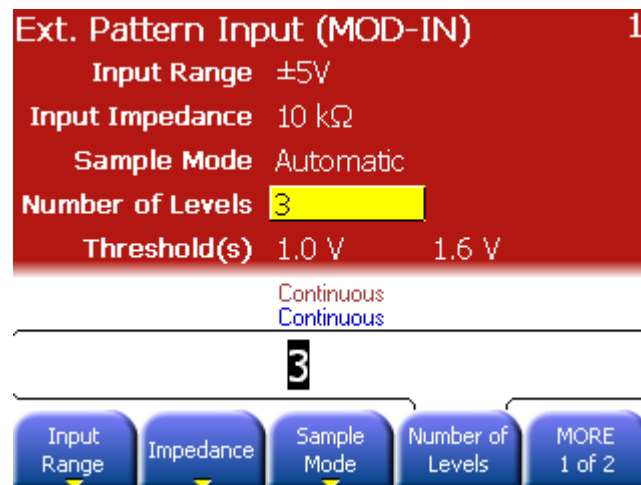 Ext. Pattern Input (MOD-IN) 1
Input Range ±5V
Input Impedance 10 kΩ
Sample Mode Automatic
Number of Levels 3
Threshold(s) 1.0 V 1.6 V
Continuous
Continuous
3
Input Range
Impedance
Sample Mode
Number of Levels
MORE 1 of 2